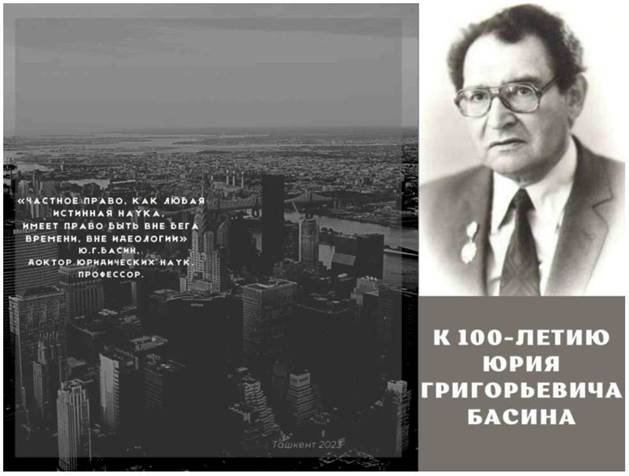 «ЧАСТНОЕ ПРАВО, КАК ЛЮБАЯ
ИСТИННАЯ НАУКА,
ИМЕЕТ ПРАВО БЫТЬ ВНЕ БЕГА
ВРЕМЕНИ, ВНЕ ИДЕОЛОГИИ»
Ю.Г.БАСИН,
ДОКТОР ЮРИДИЧЕСКИХ НАУК,
ПРОФЕССОР.
Ташкент 2023
К 100-ЛЕТИЮ
ЮРИЯ
ГРИГОРЬЕВИЧА
БАСИНА